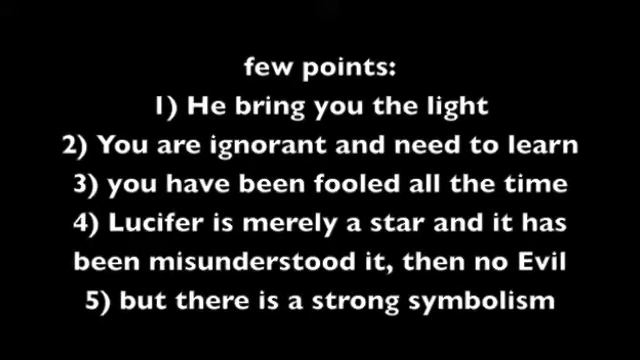 few points:
1) He bring you the light
2) You are ignorant and need to learn
3) you have been fooled all the time
4) Lucifer is merely a star and it has
been misunderstood it, then no Evil
5) but there is a strong symbolism